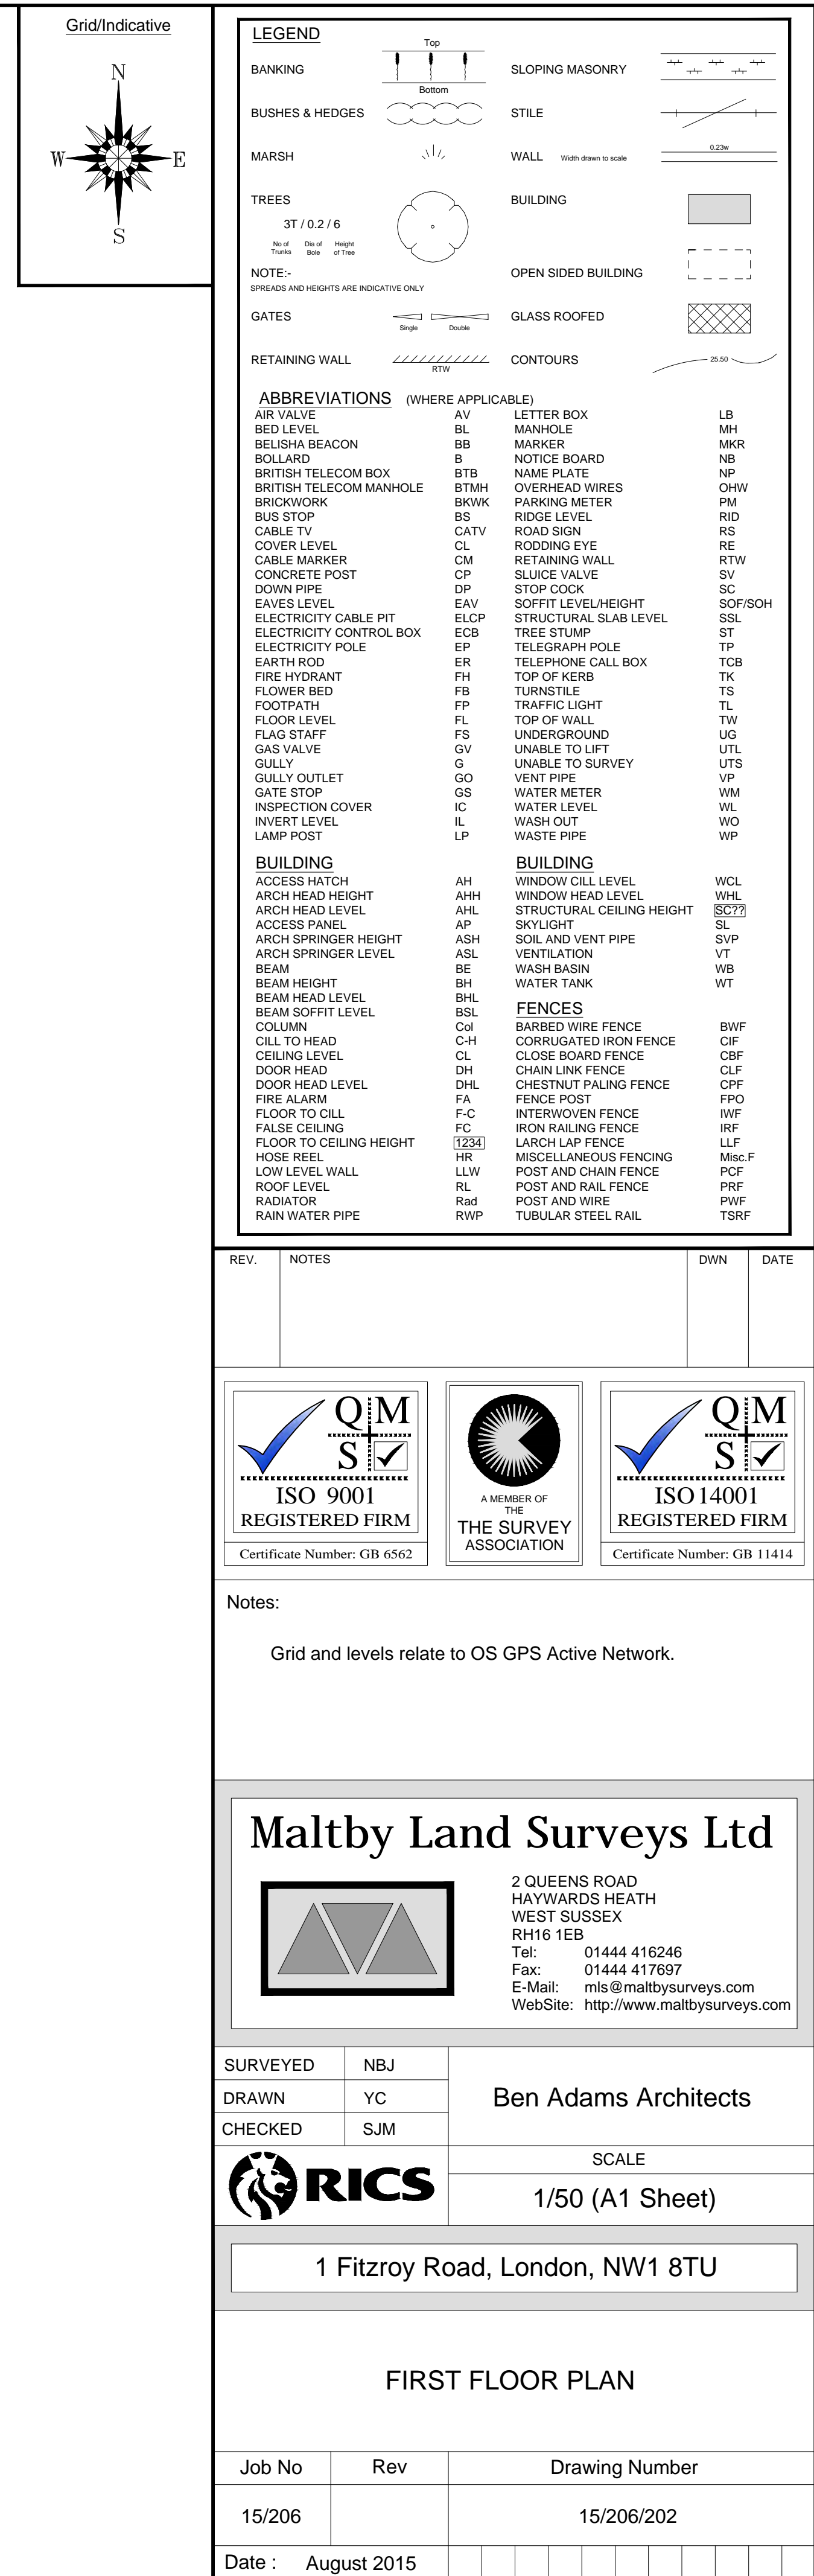 Grid/Indicative
N
W E
S
LEGEND
BANKING
Top
Bottom
SLOPING MASONRY
BUSHES & HEDGES
STILE
MARSH
WALL Width drawn to scale 0.23w
TREES
3T / 0.2 / 6
No of Trunks
Dia of Bole
Height of Tree
BUILDING
NOTE:-
SPREADS AND HEIGHTS ARE INDICATIVE ONLY
OPEN SIDED BUILDING
GATES
Single Double
GLASS ROOFED
RETAINING WALL
RTW
CONTOURS 25.50
ABBREVIATIONS (WHERE APPLICABLE)
AIR VALVE AV LETTER BOX LB
BED LEVEL BL MANHOLE MH
BELISHA BEACON BB MARKER MKR
BOLLARD B NOTICE BOARD NB
BRITISH TELECOM BOX BTB NAME PLATE NP
BRITISH TELECOM MANHOLE BTMH OVERHEAD WIRES OHW
BRICKWORK BKWK PARKING METER PM
BUS STOP BS RIDGE LEVEL RID
CABLE TV CATV ROAD SIGN RS
COVER LEVEL CL RODDING EYE RE
CABLE MARKER CM RETAINING WALL RTW
CONCRETE POST CP SLUICE VALVE SV
DOWN PIPE DP STOP COCK SC
EAVES LEVEL EAV SOFFIT LEVEL/HEIGHT SOF/SOH
ELECTRICITY CABLE PIT ELCP STRUCTURAL SLAB LEVEL SSL
ELECTRICITY CONTROL BOX ECB TREE STUMP ST
ELECTRICITY POLE EP TELEGRAPH POLE TP
EARTH ROD ER TELEPHONE CALL BOX TCB
FIRE HYDRANT FH TOP OF KERB TK
FLOWER BED FB TURNSTILE TS
FOOTPATH FP TRAFFIC LIGHT TL
FLOOR LEVEL FL TOP OF WALL TW
FLAG STAFF FS UNDERGROUND UG
GAS VALVE GV UNABLE TO LIFT UTL
GULLY G UNABLE TO SURVEY UTS
GULLY OUTLET GO VENT PIPE VP
GATE STOP GS WATER METER WM
INSPECTION COVER IC WATER LEVEL WL
INVERT LEVEL IL WASH OUT WO
LAMP POST LP WASTE PIPE WP
BUILDING
ACCESS HATCH AH
ARCH HEAD HEIGHT AHH
ARCH HEAD LEVEL AHL
ACCESS PANEL AP
ARCH SPRINGER HEIGHT ASH
ARCH SPRINGER LEVEL ASL
BEAM BE
BEAM HEIGHT BH
BEAM HEAD LEVEL BHL
BEAM SOFFIT LEVEL BSL
COLUMN Col
CILL TO HEAD C-H
CEILING LEVEL CL
DOOR HEAD DH
DOOR HEAD LEVEL DHL
FIRE ALARM FA
FLOOR TO CILL F-C
FALSE CEILING FC
FLOOR TO CEILING HEIGHT 1234
HOSE REEL HR
LOW LEVEL WALL LLW
ROOF LEVEL RL
RADIATOR Rad
RAIN WATER PIPE RWP
BUILDING
WINDOW CILL LEVEL WCL
WINDOW HEAD LEVEL WHL
STRUCTURAL CEILING HEIGHT SC??
SKYLIGHT SL
SOIL AND VENT PIPE SVP
VENTILATION VT
WASH BASIN WB
WATER TANK WT
FENCES
BARBED WIRE FENCE BWF
CORRUGATED IRON FENCE CIF
CLOSE BOARD FENCE CBF
CHAIN LINK FENCE CLF
CHESTNUT PALING FENCE CPF
FENCE POST FPO
INTERWOVEN FENCE IWF
IRON RAILING FENCE IRF
LARCH LAP FENCE LLF
MISCELLANEOUS FENCING Misc.F
POST AND CHAIN FENCE PCF
POST AND RAIL FENCE PRF
POST AND WIRE PWF
TUBULAR STEEL RAIL TSRF
REV. NOTES DWN DATE
Q M
S
ISO 9001
REGISTERED FIRM
Certificate Number: GB 6562
A MEMBER OF
THE
THE SURVEY
ASSOCIATION
Q M
S
ISO 14001
REGISTERED FIRM
Certificate Number: GB 11414
Notes:
Grid and levels relate to OS GPS Active Network.
Maltby Land Surveys Ltd
2 QUEENS ROAD
HAYWARDS HEATH
WEST SUSSEX
RH16 1EB
Tel: 01444 416246
Fax: 01444 417697
E-Mail: mls@maltbysurveys.com
WebSite: http://www.maltbysurveys.com
SURVEYED NBJ
DRAWN YC
CHECKED SJM
Ben Adams Architects
RICS
SCALE
1/50 (A1 Sheet)
1 Fitzroy Road, London, NW1 8TU
FIRST FLOOR PLAN
Job No Rev Drawing Number
15/206 15/206/202
Date : August 2015